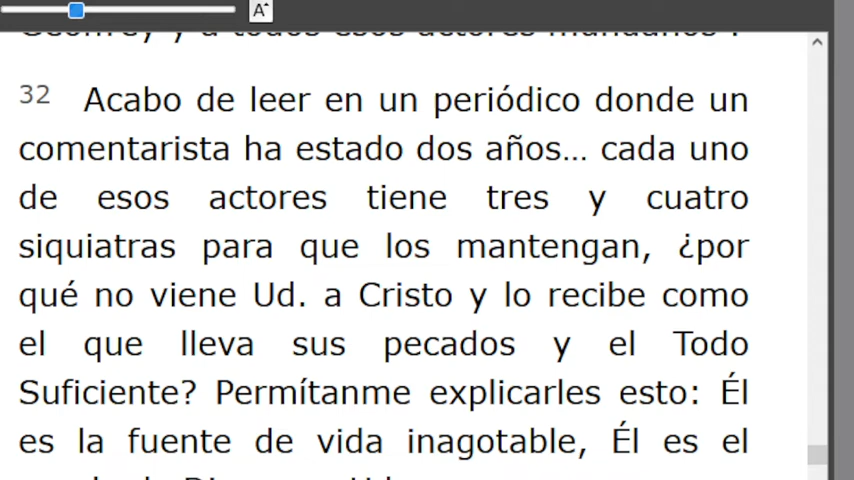 A
32 Acabo de leer en un periódico donde un
comentarista ha estado dos años... cada uno
de esos actores tiene tres y cuatro
siquiatras para que los mantengan, ¿por
qué no viene Ud. a Cristo y lo recibe como
el que lleva sus pecados y el Todo
Suficiente? Permítanme explicarles esto: Él
es la fuente de vida inagotable, Él es el